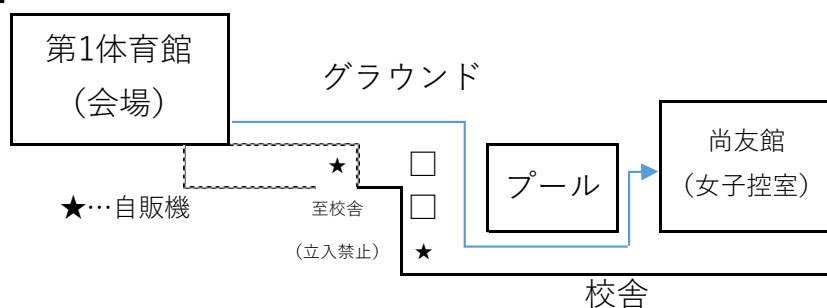 第1体育館
（会場）
グラウンド
尚友館
（女子控室）
プール
★
★…自販機
至校舎
（立入禁止）
★
校舎